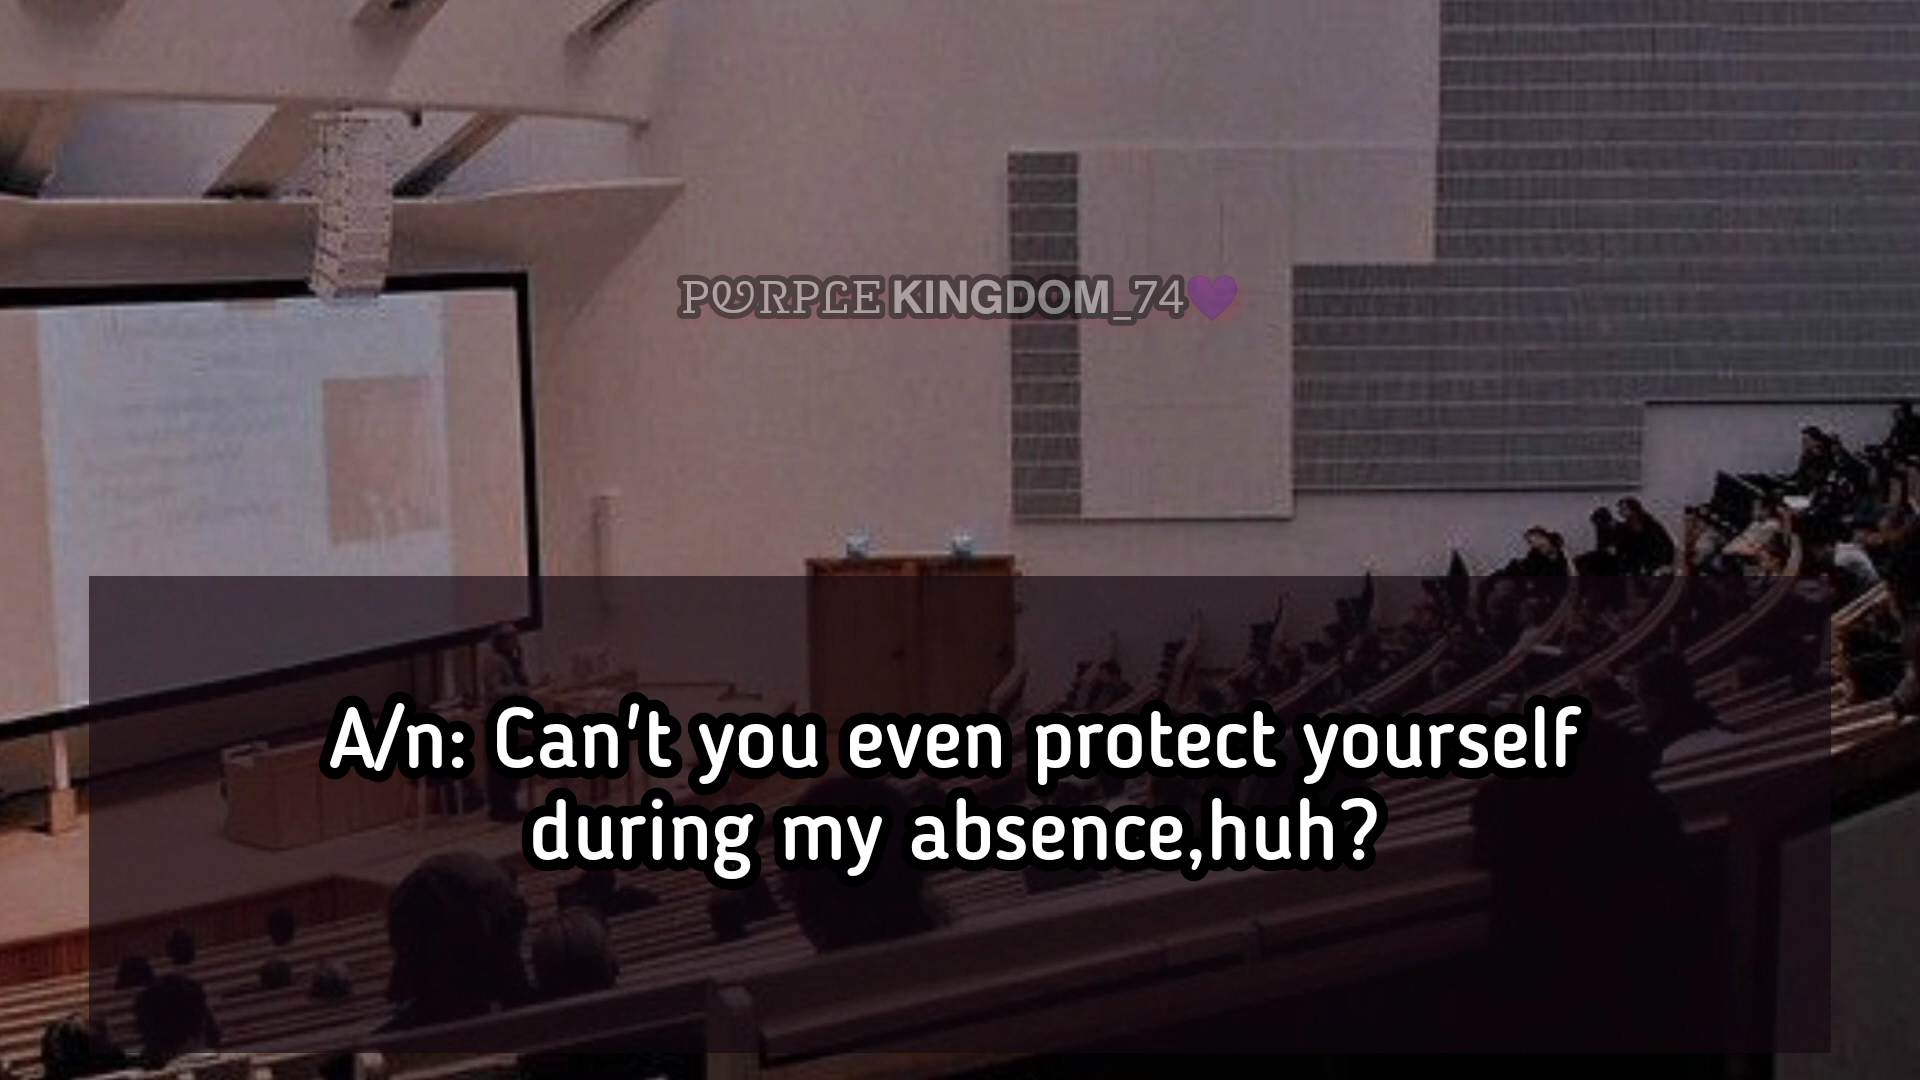 PURPLE KINGDOM_74💜
A/n: Can't you even protect yourself
during my absence,huh?